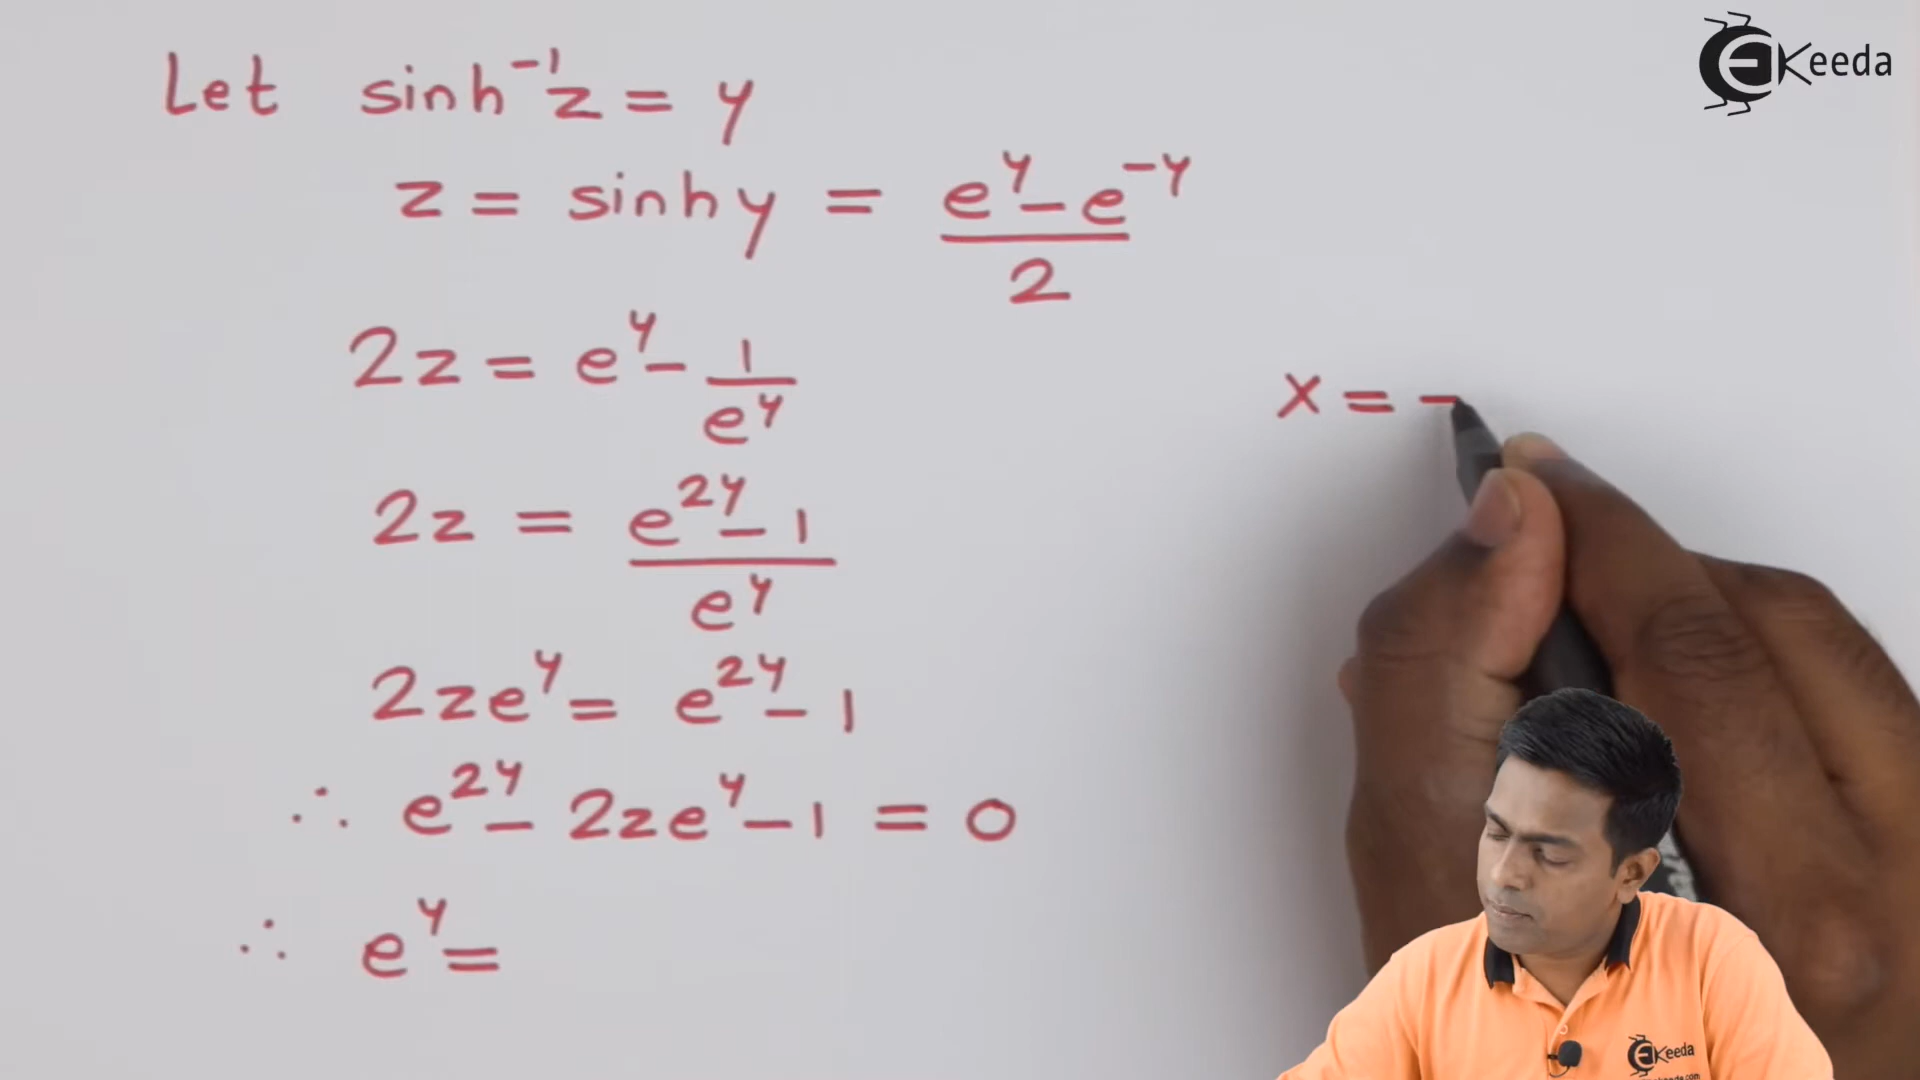 Let sinh⁻¹z = y
z = sinh y = (e^y - e^-y)/2
2z = e^y - 1/e^y
2z = (e^2y - 1)/e^y
2ze^y = e^2y - 1
∴ e^2y - 2ze^y - 1 = 0
∴ e^y =
x = -
eKeeda
eKeeda